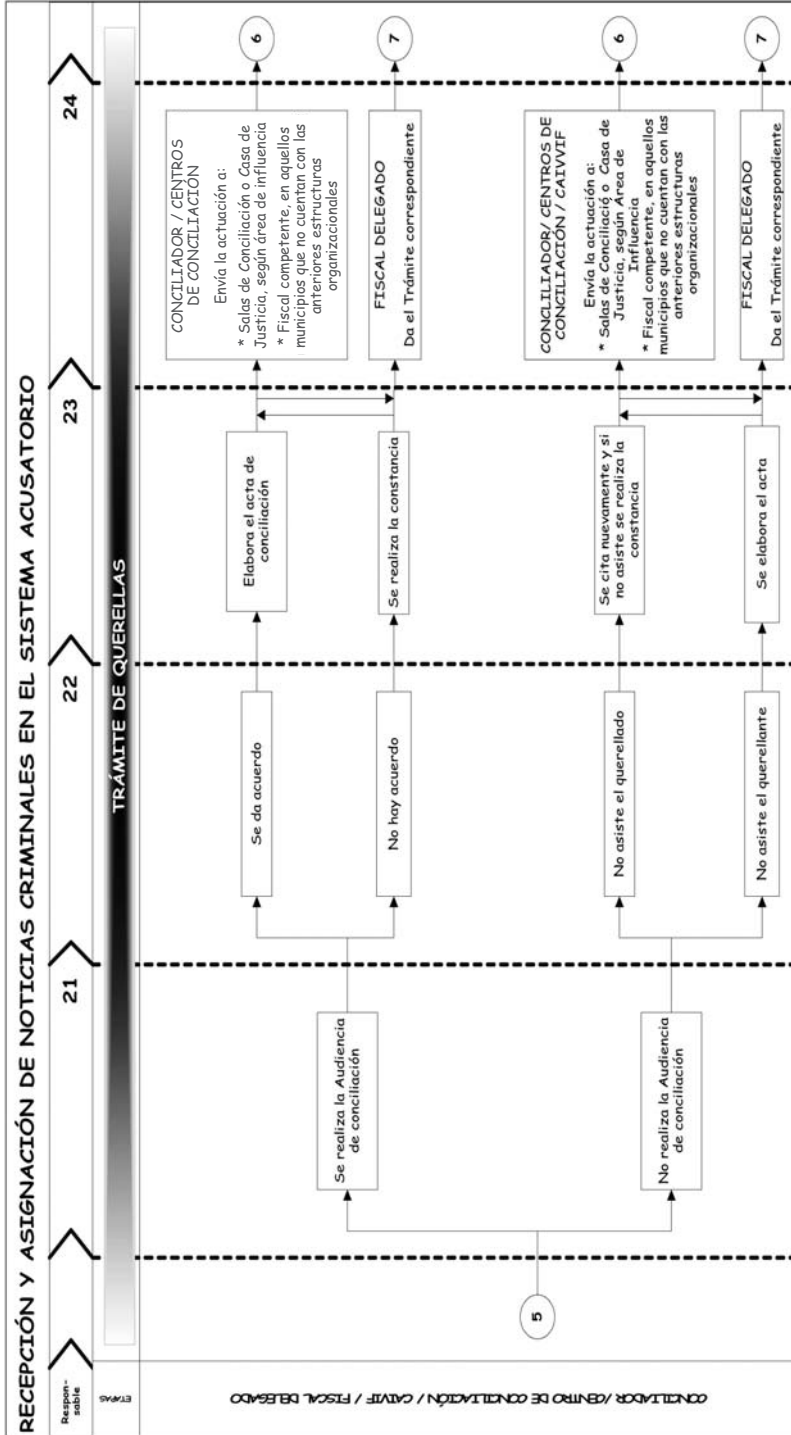 RECEPCIÓN Y ASIGNACIÓN DE NOTICIAS CRIMINALES EN EL SISTEMA ACUSATORIO
Respon-
sable
21
22
23
24
ETAPAS
TRÁMITE DE QUERELLAS
CONCILIADOR / CENTRO DE CONCILIACIÓN / CAIVIF / FISCAL DELEGADO
5
Se realiza la Audiencia
de conciliación
No realiza la Audiencia
de conciliación
Se da acuerdo
No hay acuerdo
No asiste el querellado
No asiste el querellante
Elabora el acta de
conciliación
Se realiza la constancia
Se cita nuevamente y si
no asiste se realiza la
constancia
Se elabora el acta
CONCILIADOR / CENTROS
DE CONCILIACIÓN
Envía la actuación a:
* Salas de Conciliación o Casa de
Justicia, según área de influencia
* Fiscal competente, en aquellos
municipios que no cuentan con las
anteriores estructuras
organizacionales
FISCAL DELEGADO
Da el Trámite correspondiente
CONCLILIADOR/ CENTROS DE
CONCILIACIÓN / CAIVVIF
Envía la actuación a:
* Salas de Conciliació o Casa de
Justicia, según Área de
Influencia
* Fiscal competente, en aquellos
municipios que no cuentan con las
anteriores estructuras
organizacionales
FISCAL DELEGADO
Da el Trámite correspondiente
6
7
6
7